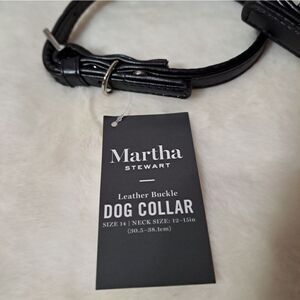 Martha
STEWART
Leather Buckle
DOG COLLAR
SIZE 14 | NECK SIZE: 12-15in
(30.5-38.1cm)